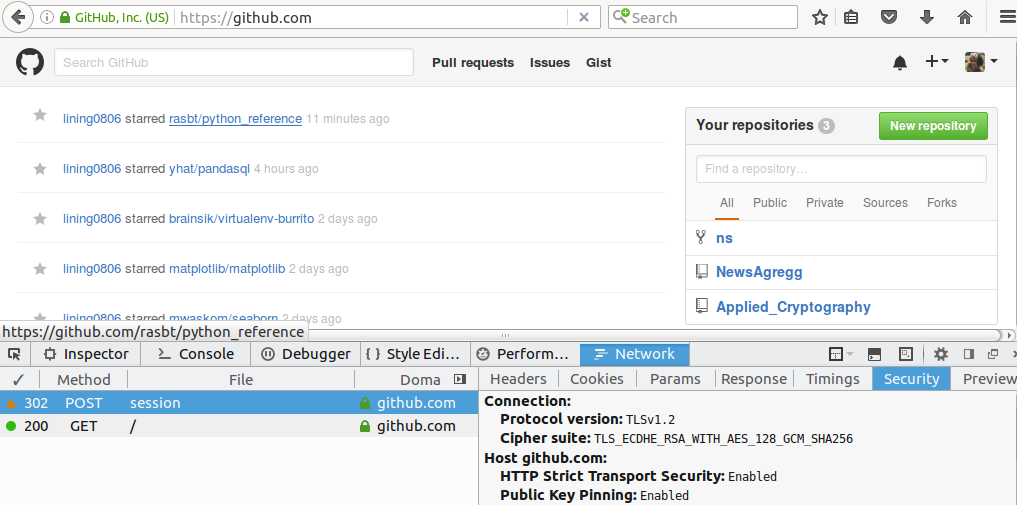 GitHub, Inc. (US) https://github.com Search
Search GitHub Pull requests Issues Gist
lining0806 starred rasbt/python_reference 11 minutes ago
lining0806 starred yhat/pandasql 4 hours ago
lining0806 starred brainsik/virtualenv-burrito 2 days ago
lining0806 starred matplotlib/matplotlib 2 days ago
lining0806 starred mwaskom/seaborn 2 days ago
Your repositories 3 New repository
Find a repository…
All Public Private Sources Forks
ns
NewsAgregg
Applied_Cryptography
https://github.com/rasbt/python_reference
Inspector Console Debugger Style Edi… Perform… Network
✓ Method File Doma
302 POST session github.com
200 GET / github.com
Headers Cookies Params Response Timings Security Preview
Connection:
Protocol version: TLSv1.2
Cipher suite: TLS_ECDHE_RSA_WITH_AES_128_GCM_SHA256
Host github.com:
HTTP Strict Transport Security: Enabled
Public Key Pinning: Enabled